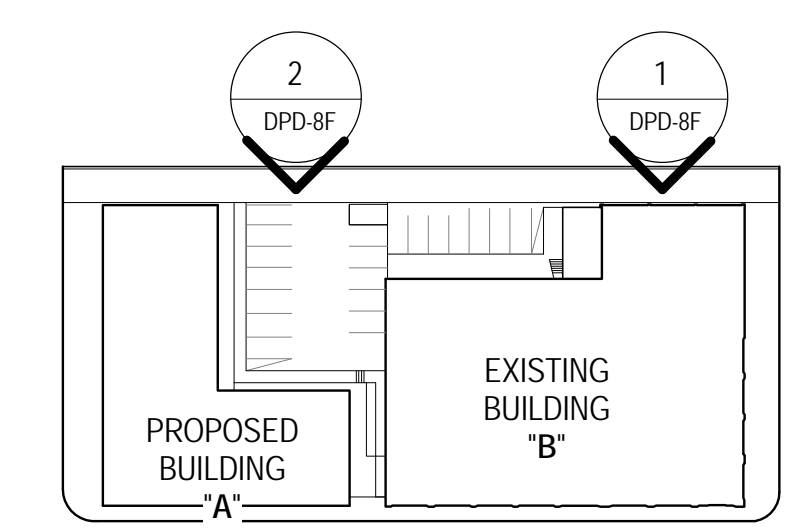 2
DPD-8F
1
DPD-8F
EXISTING
BUILDING
"B"
PROPOSED
BUILDING
"A"